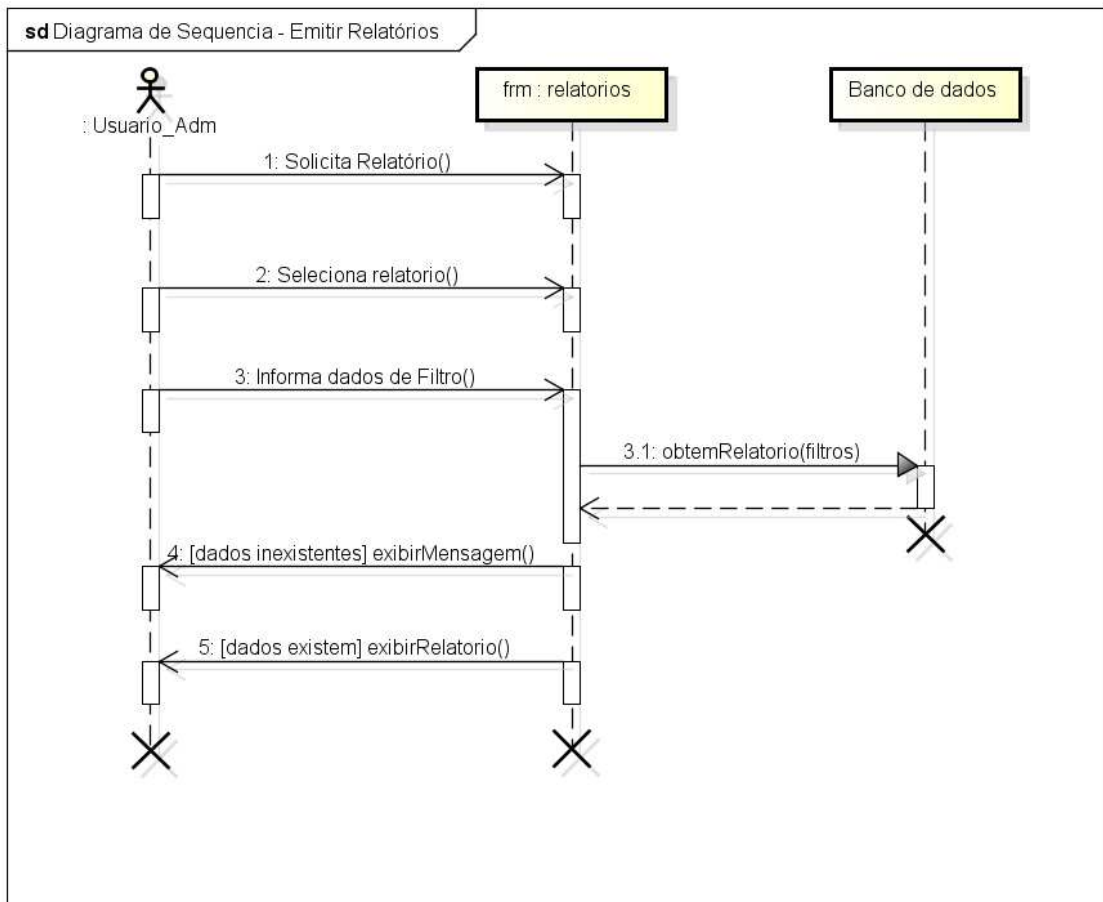 sd Diagrama de Sequencia - Emitir Relatórios
: Usuario_Adm
frm : relatorios
Banco de dados
1: Solicita Relatório()
2: Seleciona relatorio()
3: Informa dados de Filtro()
3.1: obtemRelatorio(filtros)
4: [dados inexistentes] exibirMensagem()
5: [dados existem] exibirRelatorio()